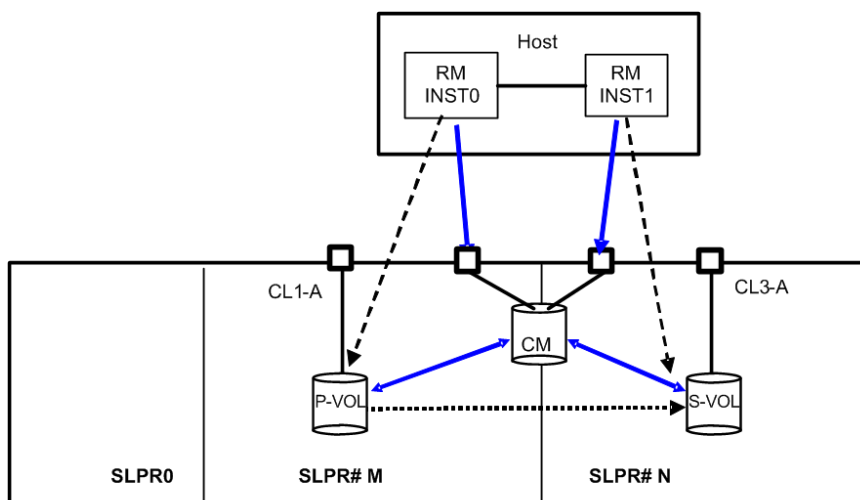 Host
RM
INST0
RM
INST1
CL1-A
CL3-A
CM
P-VOL
S-VOL
SLPR0
SLPR# M
SLPR# N